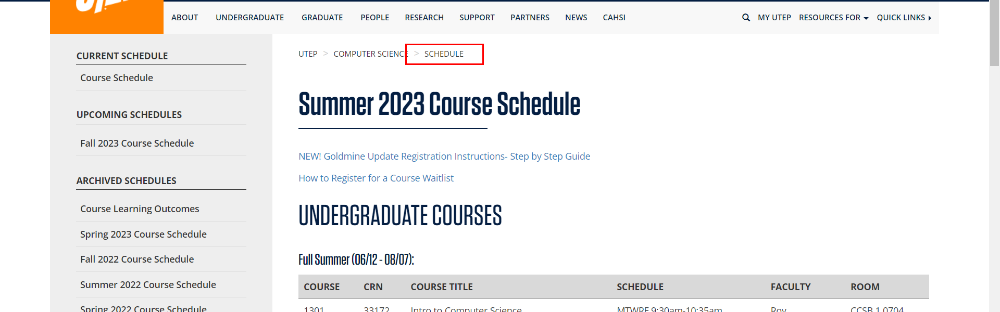 ABOUT UNDERGRADUATE GRADUATE PEOPLE RESEARCH SUPPORT PARTNERS NEWS CAHSI MY UTEP RESOURCES FOR QUICK LINKS
CURRENT SCHEDULE
Course Schedule
UPCOMING SCHEDULES
Fall 2023 Course Schedule
ARCHIVED SCHEDULES
Course Learning Outcomes
Spring 2023 Course Schedule
Fall 2022 Course Schedule
Summer 2022 Course Schedule
Spring 2022 Course Schedule
UTEP > COMPUTER SCIENCE > SCHEDULE
Summer 2023 Course Schedule
NEW! Goldmine Update Registration Instructions- Step by Step Guide
How to Register for a Course Waitlist
UNDERGRADUATE COURSES
Full Summer (06/12 - 08/07):
COURSE CRN COURSE TITLE SCHEDULE FACULTY ROOM
1301 33172 Intro to Computer Science MTWRF 9:30am-10:35am Roy CCSB 1.0704